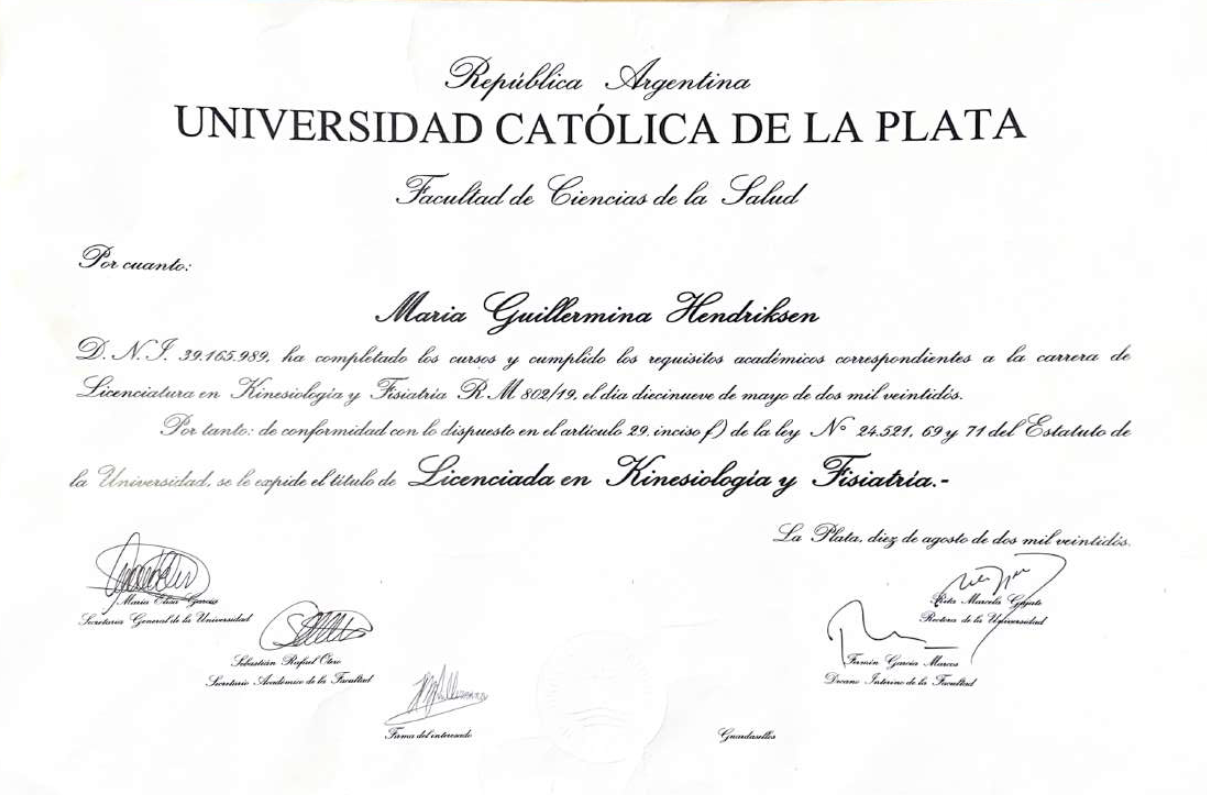 República Argentina
UNIVERSIDAD CATÓLICA DE LA PLATA
Facultad de Ciencias de la Salud
Por cuanto:
Maria Guillermina Hendriksen
D. N. I. 39.165.989, ha completado los cursos y cumplido los requisitos académicos correspondientes a la carrera de
Licenciatura en Kinesiología y Fisiatría R. M. 802/19, el dia diecinueve de mayo de dos mil veintidós.
Por tanto: de conformidad con lo dispuesto en el artículo 29, inciso f) de la ley N° 24.521, 69 y 71 del Estatuto de
la Universidad, se le expide el título de Licenciada en Kinesiología y Fisiatría.-
La Plata, diez de agosto de dos mil veintidós.
María Elisa García
Secretaria General de la Universidad
Rita Marcela
Rectora de la Universidad
Sebastián Rafael Otero
Secretario Académico de la Facultad
Fermín García Marcos
Decano Interino de la Facultad
Firma del interesado
Guardasellos